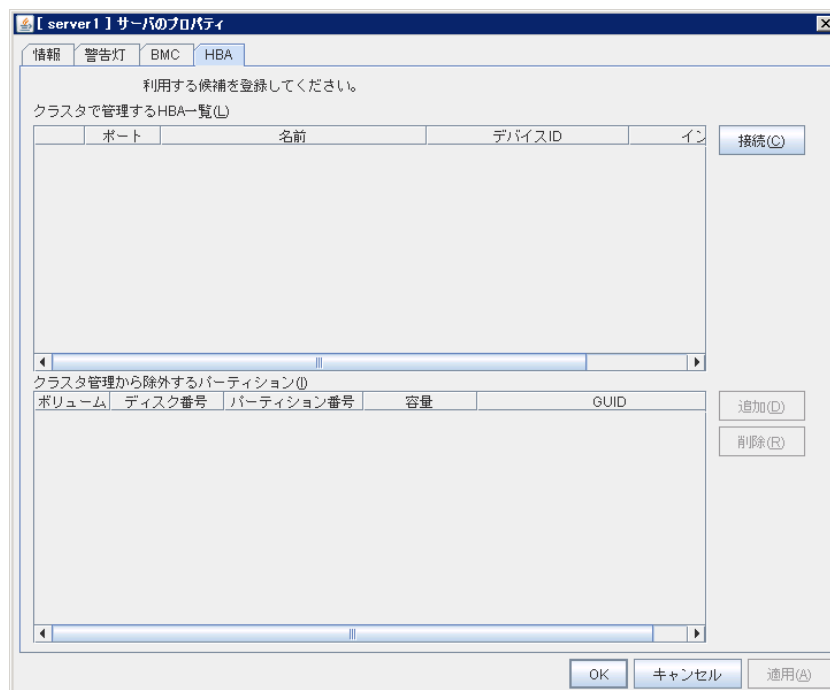 [ server1 ] サーバのプロパティ
情報 警告灯 BMC HBA
利用する候補を登録してください。
クラスタで管理するHBA一覧(L)
ポート 名前 デバイスID イン
接続(C)
クラスタ管理から除外するパーティション(I)
ボリューム ディスク番号 パーティション番号 容量 GUID
追加(D)
削除(R)
OK キャンセル 適用(A)